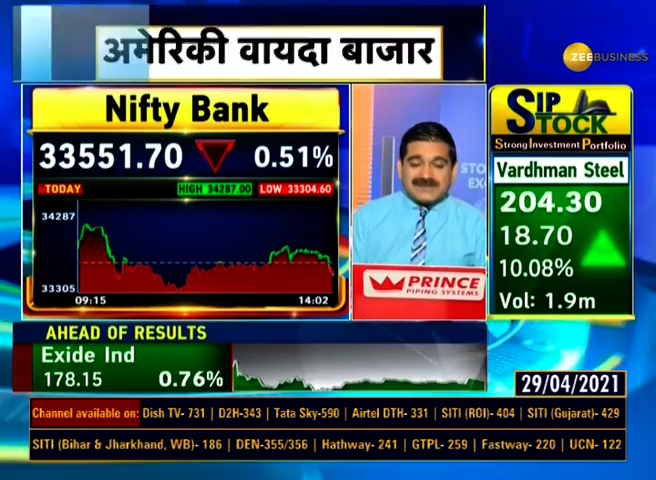 अमेरिकी वायदा बाजार
ZEEBUSINESS
Nifty Bank
33551.70 0.51%
TODAY HIGH 34287.00 LOW 33304.60
34287
33305
09:15 14:02
STO
EX
PRINCE
PIPING SYSTEMS
SIP
STOCK
Strong Investment Portfolio
Vardhman Steel
204.30
18.70
10.08%
Vol: 1.9m
AHEAD OF RESULTS
Exide Ind
178.15 0.76%
29/04/2021
Channel available on: Dish TV- 731 | D2H-343 | Tata Sky-590 | Airtel DTH- 331 | SITI (ROI)- 404 | SITI (Gujarat)- 429
SITI (Bihar & Jharkhand, WB)- 186 | DEN-355/356 | Hathway- 241 | GTPL- 259 | Fastway- 220 | UCN- 122